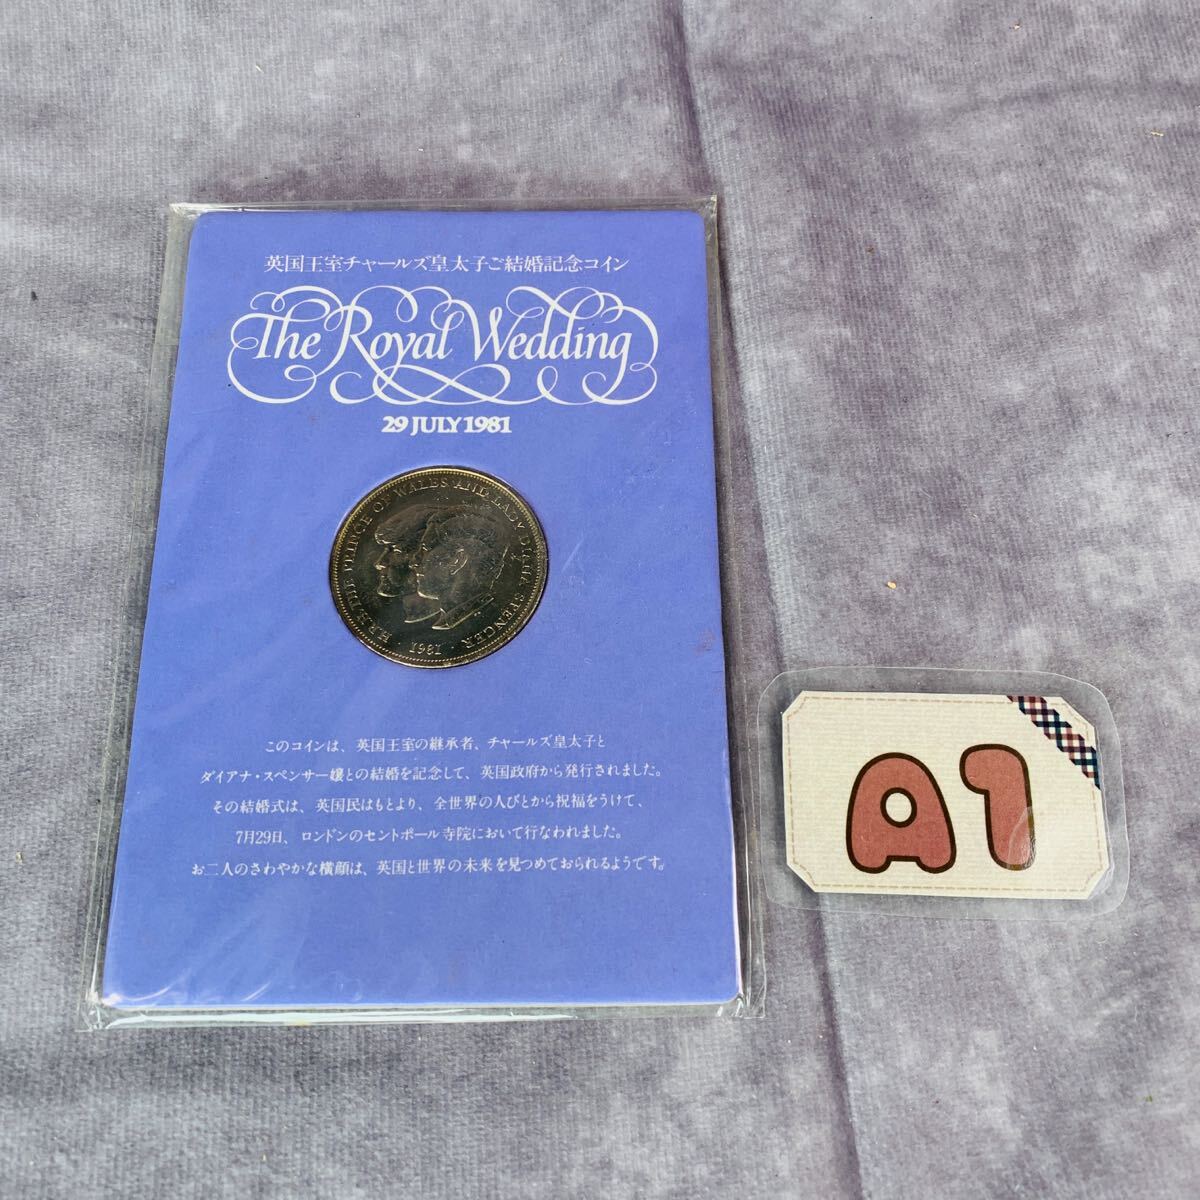 英国王室チャールズ皇太子ご結婚記念コイン
The Royal Wedding
29 JULY 1981
H.R.H. THE PRINCE OF WALES AND LADY DIANA SPENCER
· 1981 ·
このコインは、英国王室の継承者、チャールズ皇太子と
ダイアナ・スペンサー嬢との結婚を記念して、英国政府から発行されました。
その結婚式は、英国民はもとより、全世界の人びとから祝福をうけて、
7月29日、ロンドンのセントポール寺院において行なわれました。
お二人のさわやかな横顔は、英国と世界の未来を見つめておられるようです。
A1